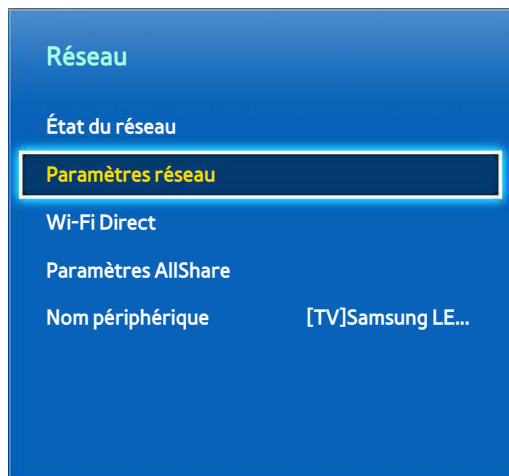 Réseau
État du réseau
Paramètres réseau
Wi-Fi Direct
Paramètres AllShare
Nom périphérique [TV]Samsung LE...